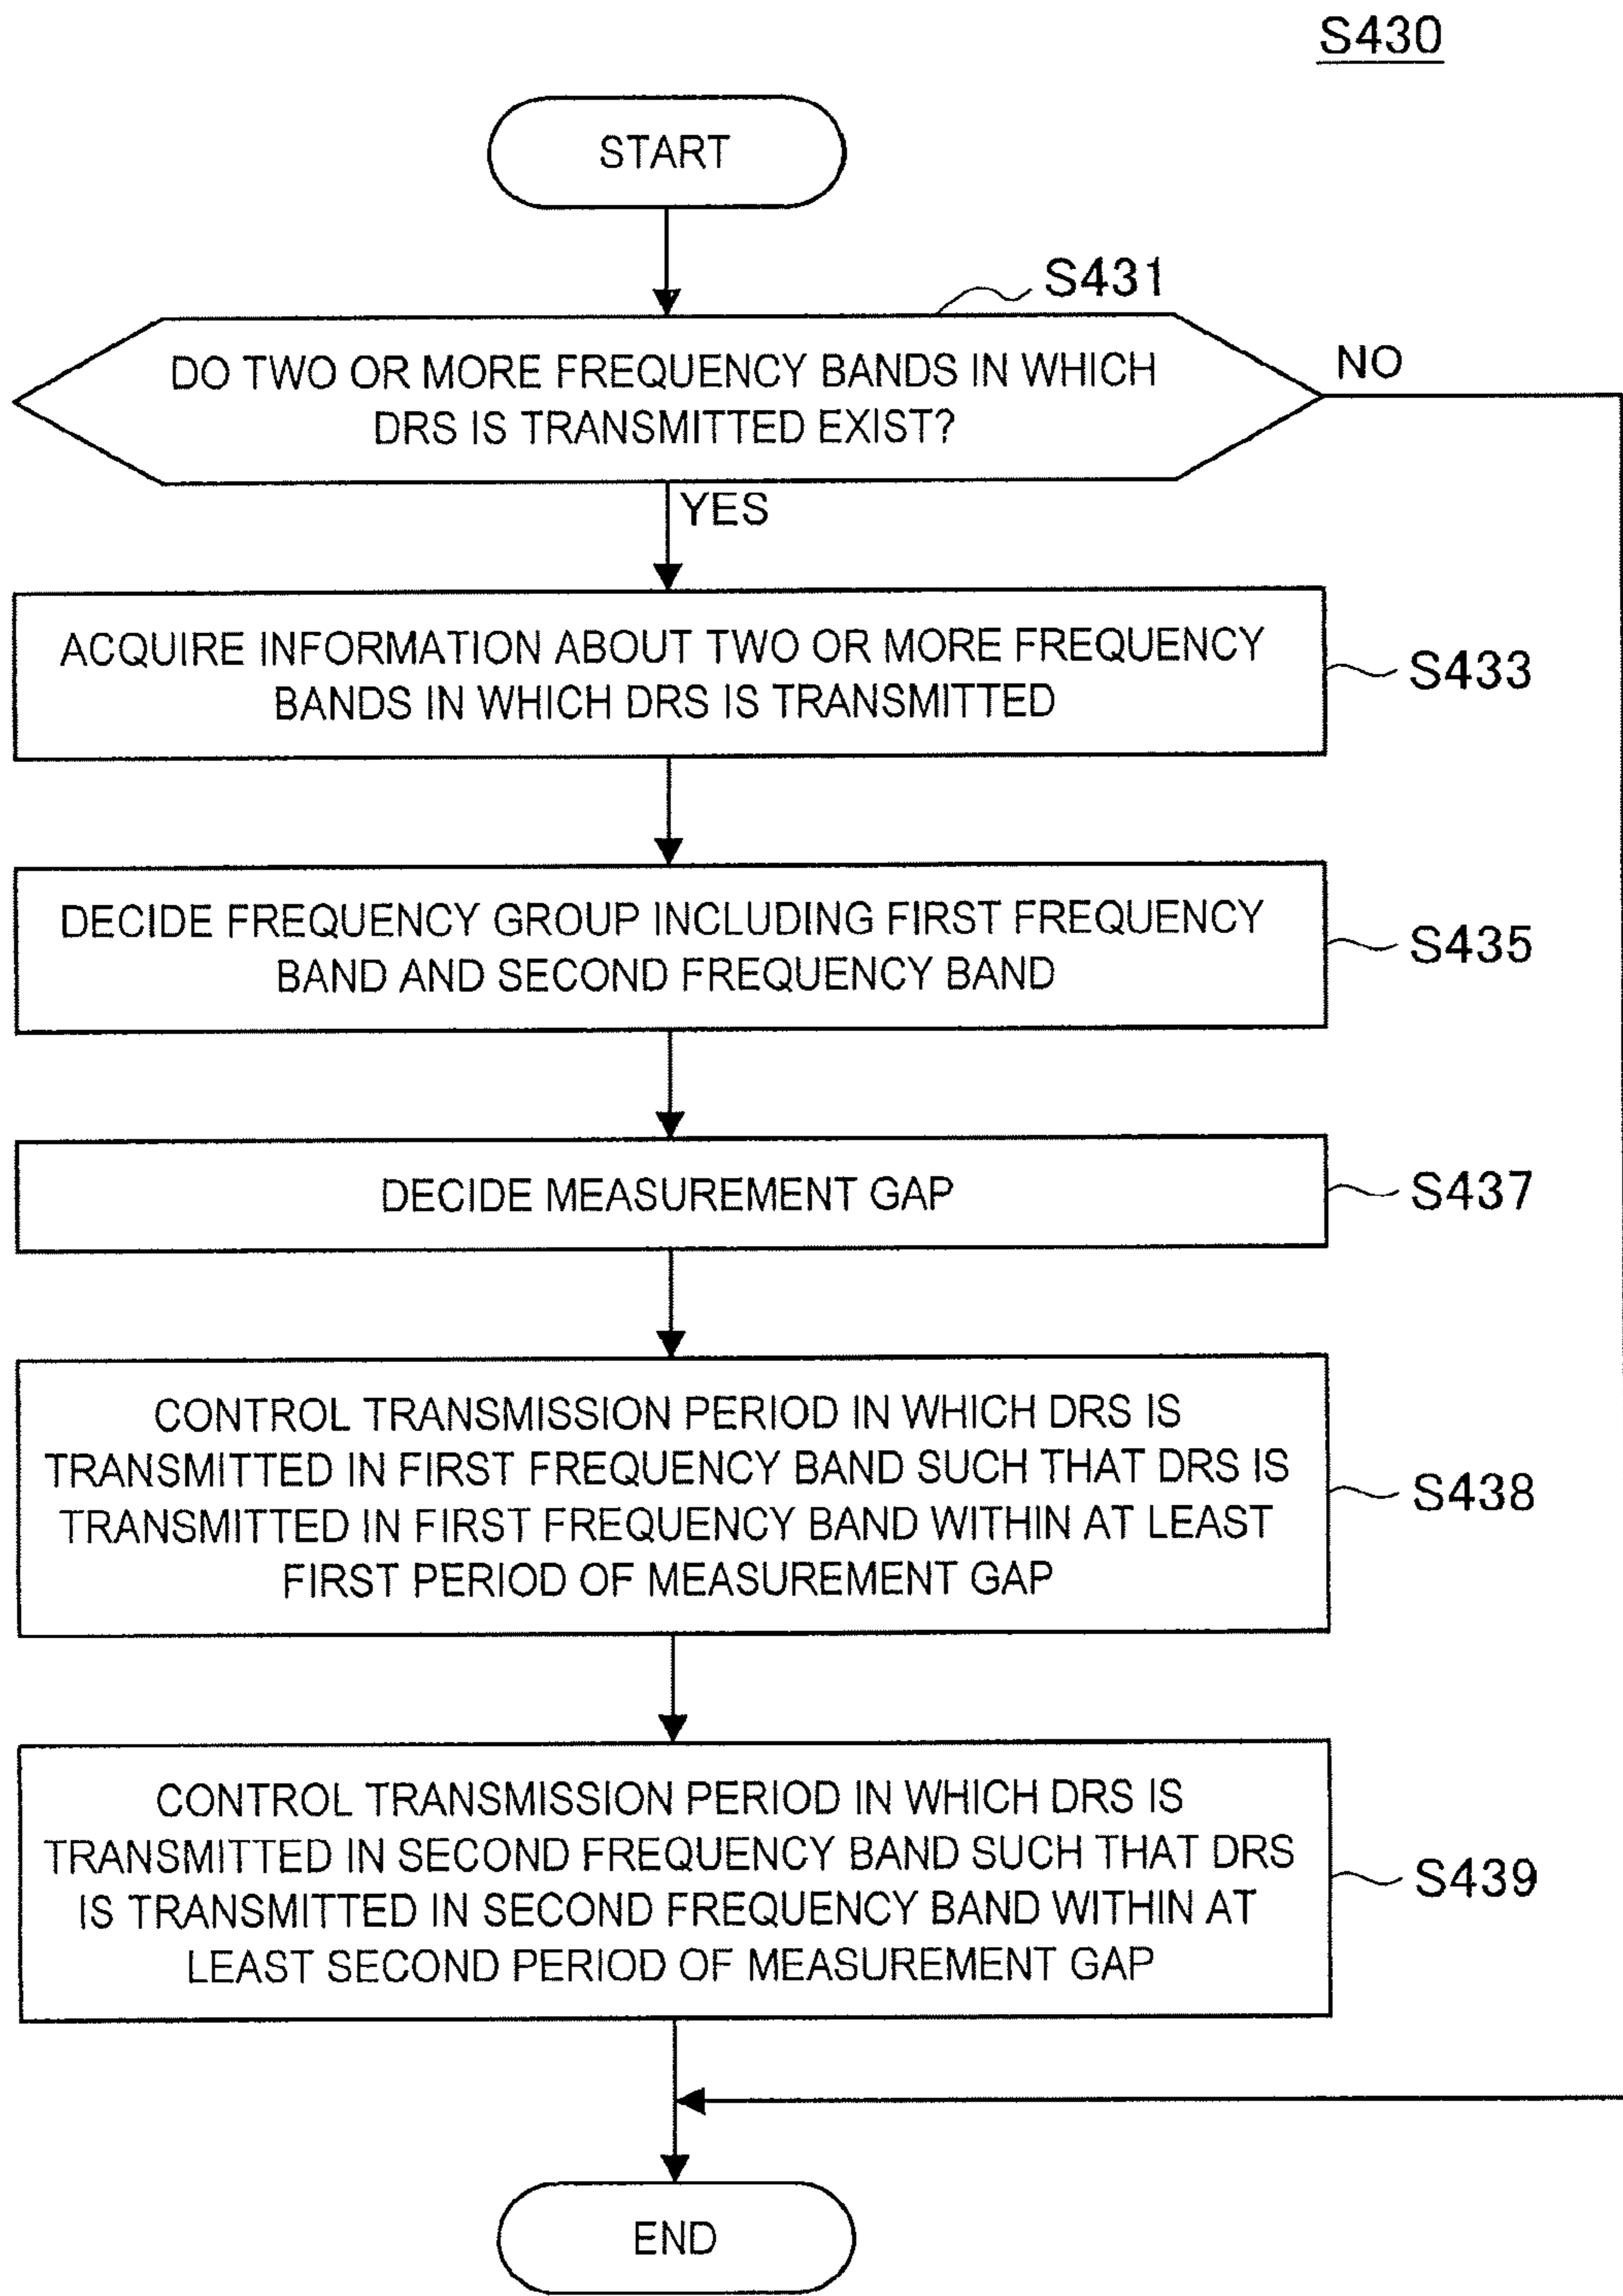 S430
START
S431
DO TWO OR MORE FREQUENCY BANDS IN WHICH
DRS IS TRANSMITTED EXIST?
NO
YES
ACQUIRE INFORMATION ABOUT TWO OR MORE FREQUENCY
BANDS IN WHICH DRS IS TRANSMITTED
S433
DECIDE FREQUENCY GROUP INCLUDING FIRST FREQUENCY
BAND AND SECOND FREQUENCY BAND
S435
DECIDE MEASUREMENT GAP
S437
CONTROL TRANSMISSION PERIOD IN WHICH DRS IS
TRANSMITTED IN FIRST FREQUENCY BAND SUCH THAT DRS IS
TRANSMITTED IN FIRST FREQUENCY BAND WITHIN AT LEAST
FIRST PERIOD OF MEASUREMENT GAP
S438
CONTROL TRANSMISSION PERIOD IN WHICH DRS IS
TRANSMITTED IN SECOND FREQUENCY BAND SUCH THAT DRS
IS TRANSMITTED IN SECOND FREQUENCY BAND WITHIN AT
LEAST SECOND PERIOD OF MEASUREMENT GAP
S439
END